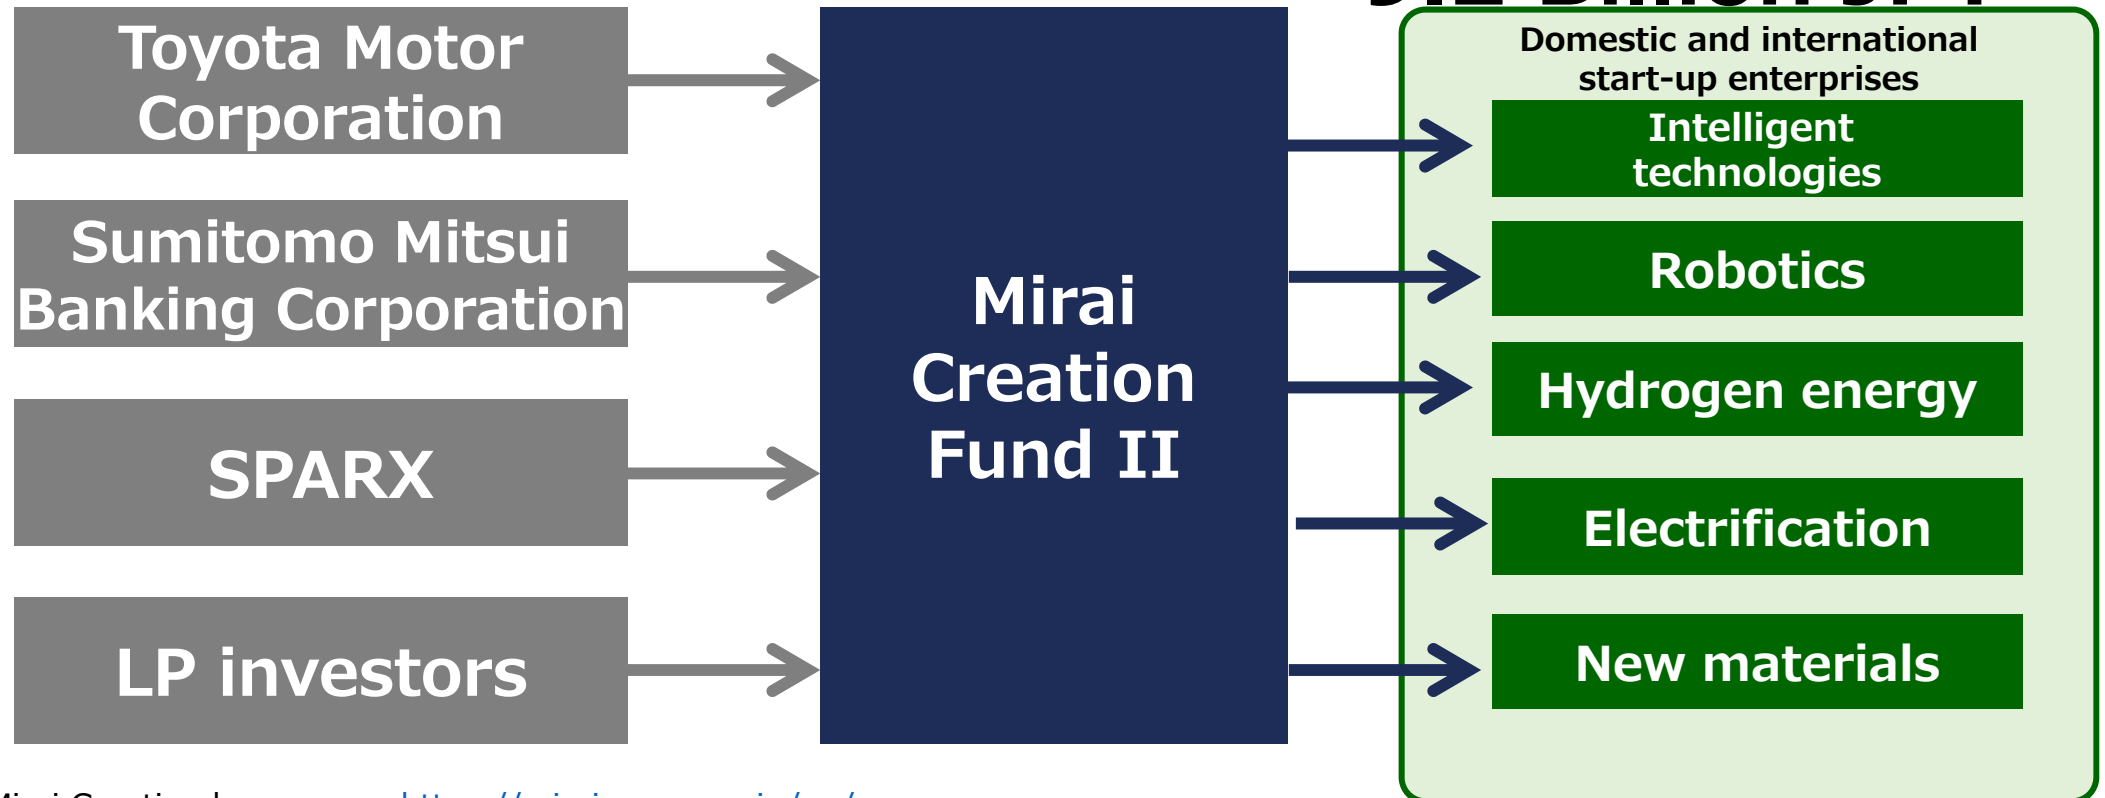 Toyota Motor
Corporation
Sumitomo Mitsui
Banking Corporation
SPARX
LP investors
Mirai
Creation
Fund II
Domestic and international
start-up enterprises
Intelligent
technologies
Robotics
Hydrogen energy
Electrification
New materials